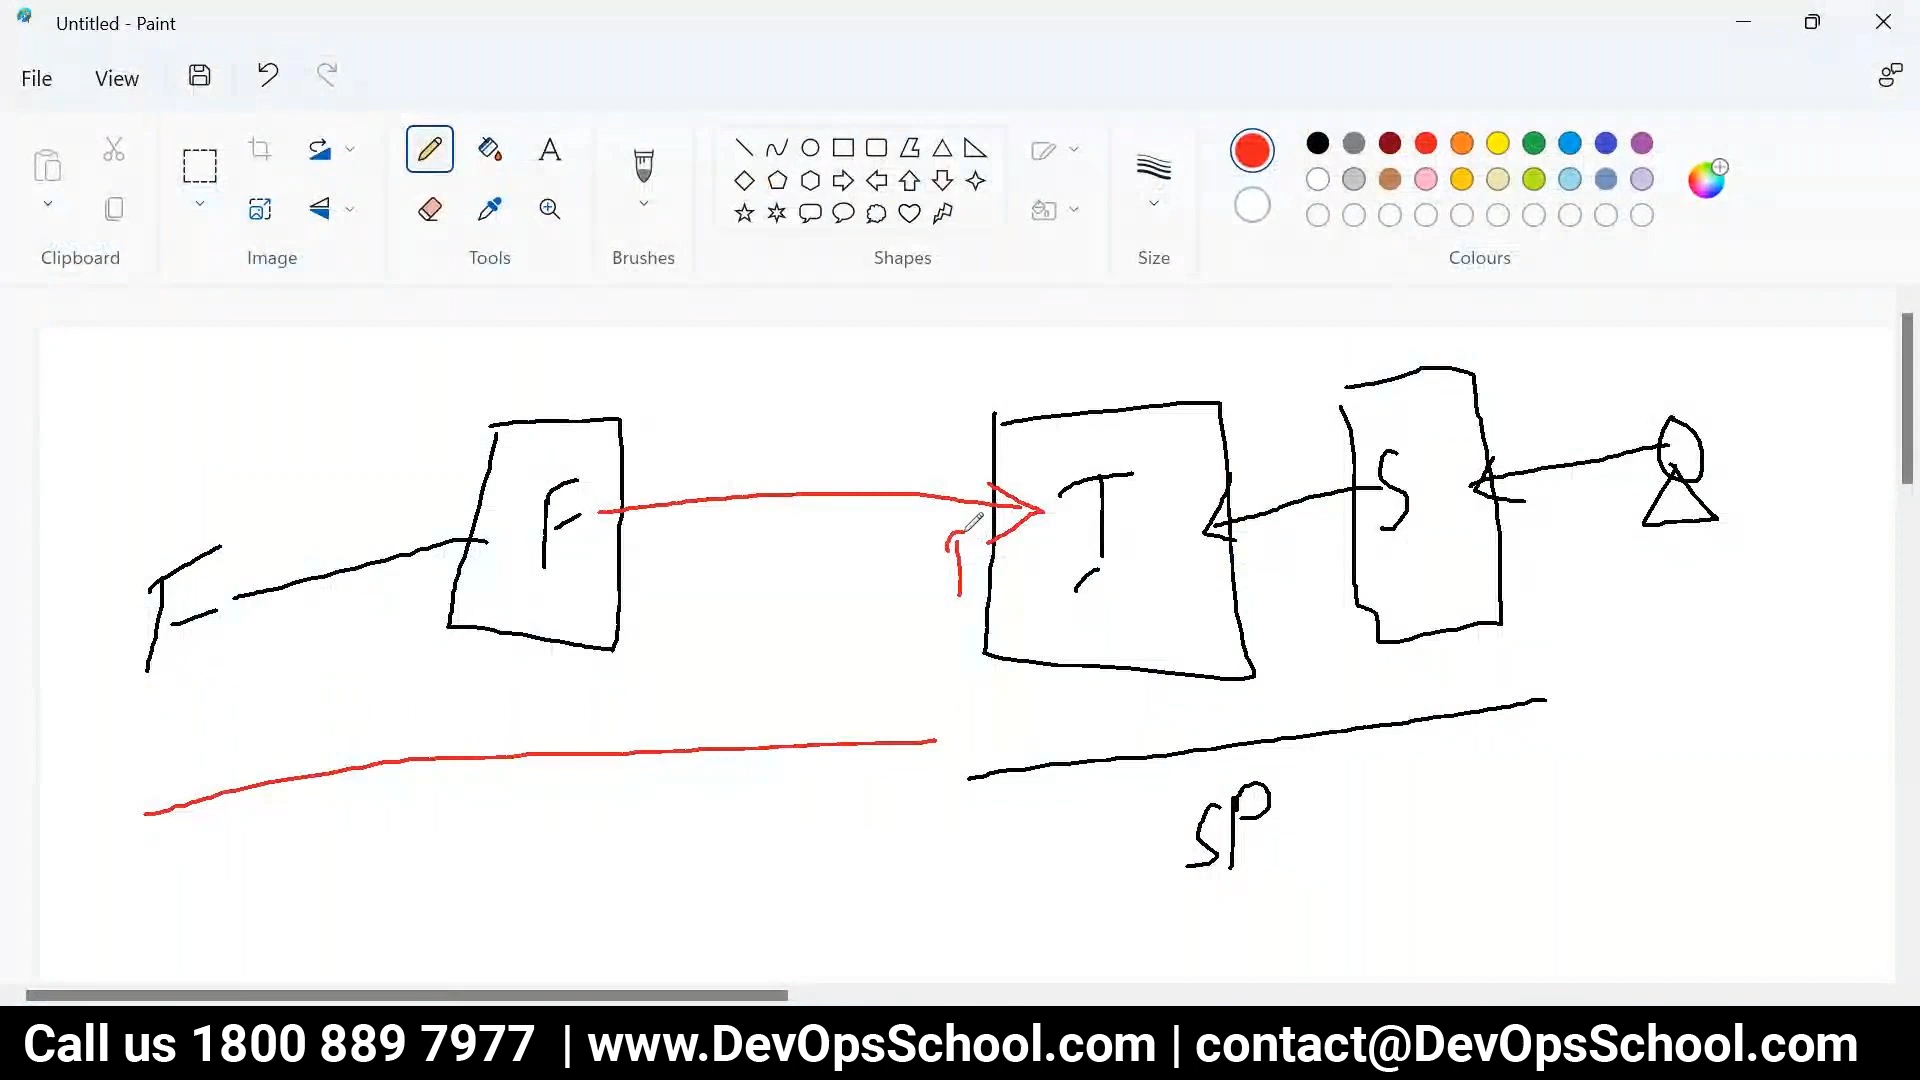 Untitled - Paint
File View
Clipboard
Image
Tools
Brushes
Shapes
Size
Colours
F
I
S
SP
Call us 1800 889 7977 | www.DevOpsSchool.com | contact@DevOpsSchool.com